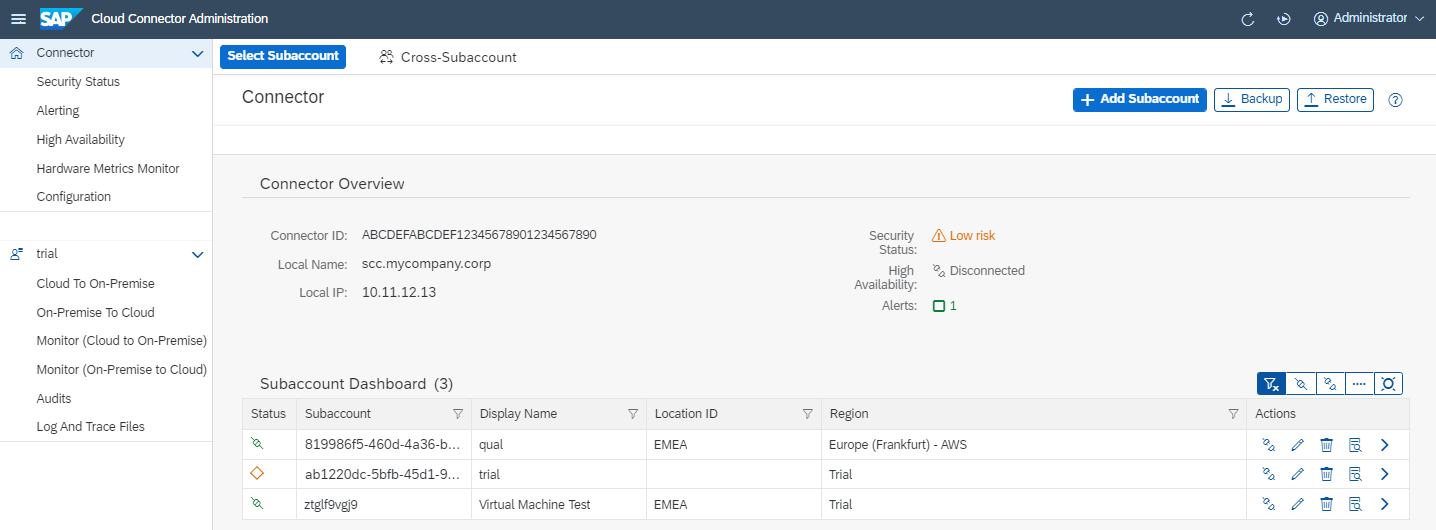 SAP Cloud Connector Administration
Administrator
Connector
Security Status
Alerting
High Availability
Hardware Metrics Monitor
Configuration
trial
Cloud To On-Premise
On-Premise To Cloud
Monitor (Cloud to On-Premise)
Monitor (On-Premise to Cloud)
Audits
Log And Trace Files
Select Subaccount Cross-Subaccount
Connector
Add Subaccount Backup Restore
Connector Overview
Connector ID: ABCDEFABCDEF12345678901234567890
Local Name: scc.mycompany.corp
Local IP: 10.11.12.13
Security
Status: Low risk
High
Availability: Disconnected
Alerts: 1
Subaccount Dashboard (3)
Status Subaccount Display Name Location ID Region Actions
819986f5-460d-4a36-b... qual EMEA Europe (Frankfurt) - AWS
ab1220dc-5bfb-45d1-9... trial Trial
ztglf9vgj9 Virtual Machine Test EMEA Trial